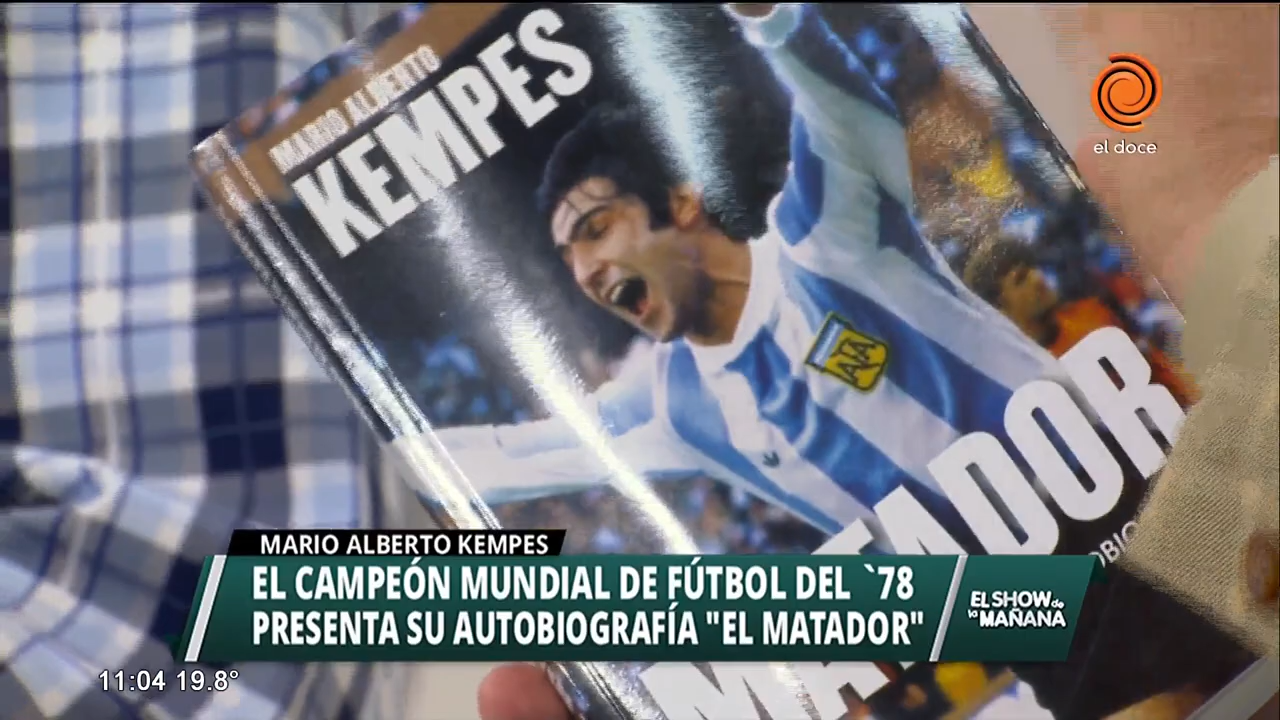 MARIO ALBERTO
KEMPES
el doce
AA
MATADOR
MARIO ALBERTO KEMPES
EL CAMPEÓN MUNDIAL DE FÚTBOL DEL `78
PRESENTA SU AUTOBIOGRAFÍA "EL MATADOR"
EL SHOW de
la MAÑANA
11:04 19.8°